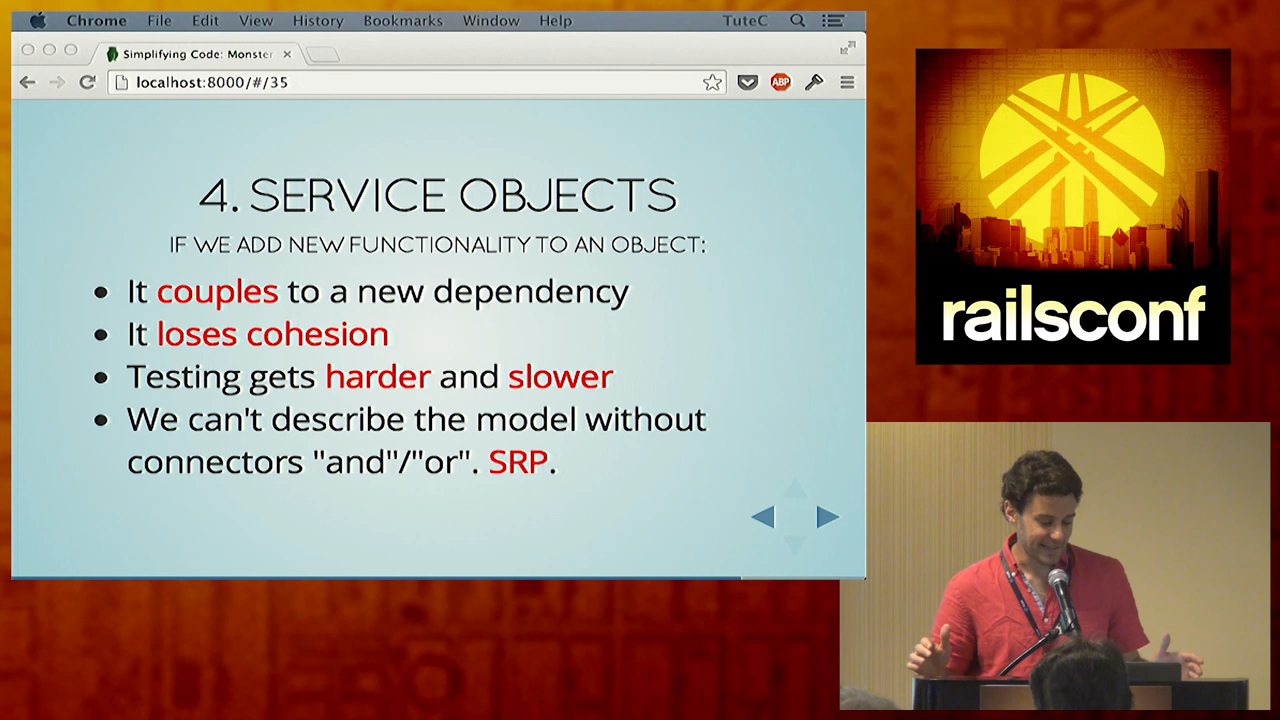 Chrome File Edit View History Bookmarks Window Help TuteC
Simplifying Code: Monster
localhost:8000/#/35
ABP
4. SERVICE OBJECTS
IF WE ADD NEW FUNCTIONALITY TO AN OBJECT:
• It couples to a new dependency
• It loses cohesion
• Testing gets harder and slower
• We can't describe the model without
connectors "and"/"or". SRP.
railsconf